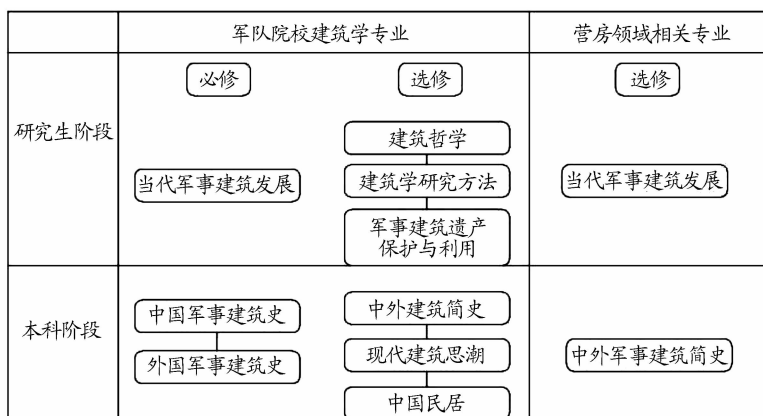 军队院校建筑学专业
营房领域相关专业
必修
选修
选修
研究生阶段
建筑哲学
当代军事建筑发展
建筑学研究方法
当代军事建筑发展
军事建筑遗产
保护与利用
本科阶段
中国军事建筑史
中外建筑简史
外国军事建筑史
现代建筑思潮
中外军事建筑简史
中国民居